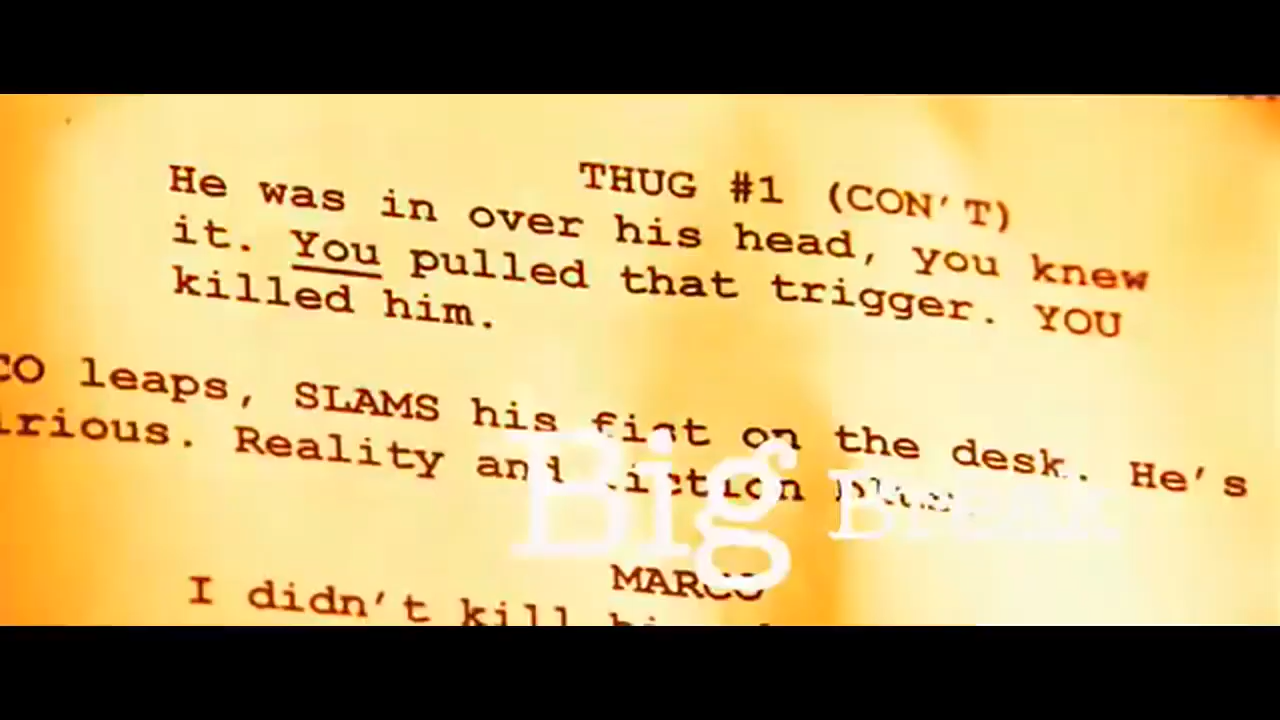 THUG #1 (CON'T)
He was in over his head, you knew
it. You pulled that trigger. YOU
killed him.
CO leaps, SLAMS his fist on the desk. He's
irious. Reality and fiction
Big
MARCO
I didn't kill